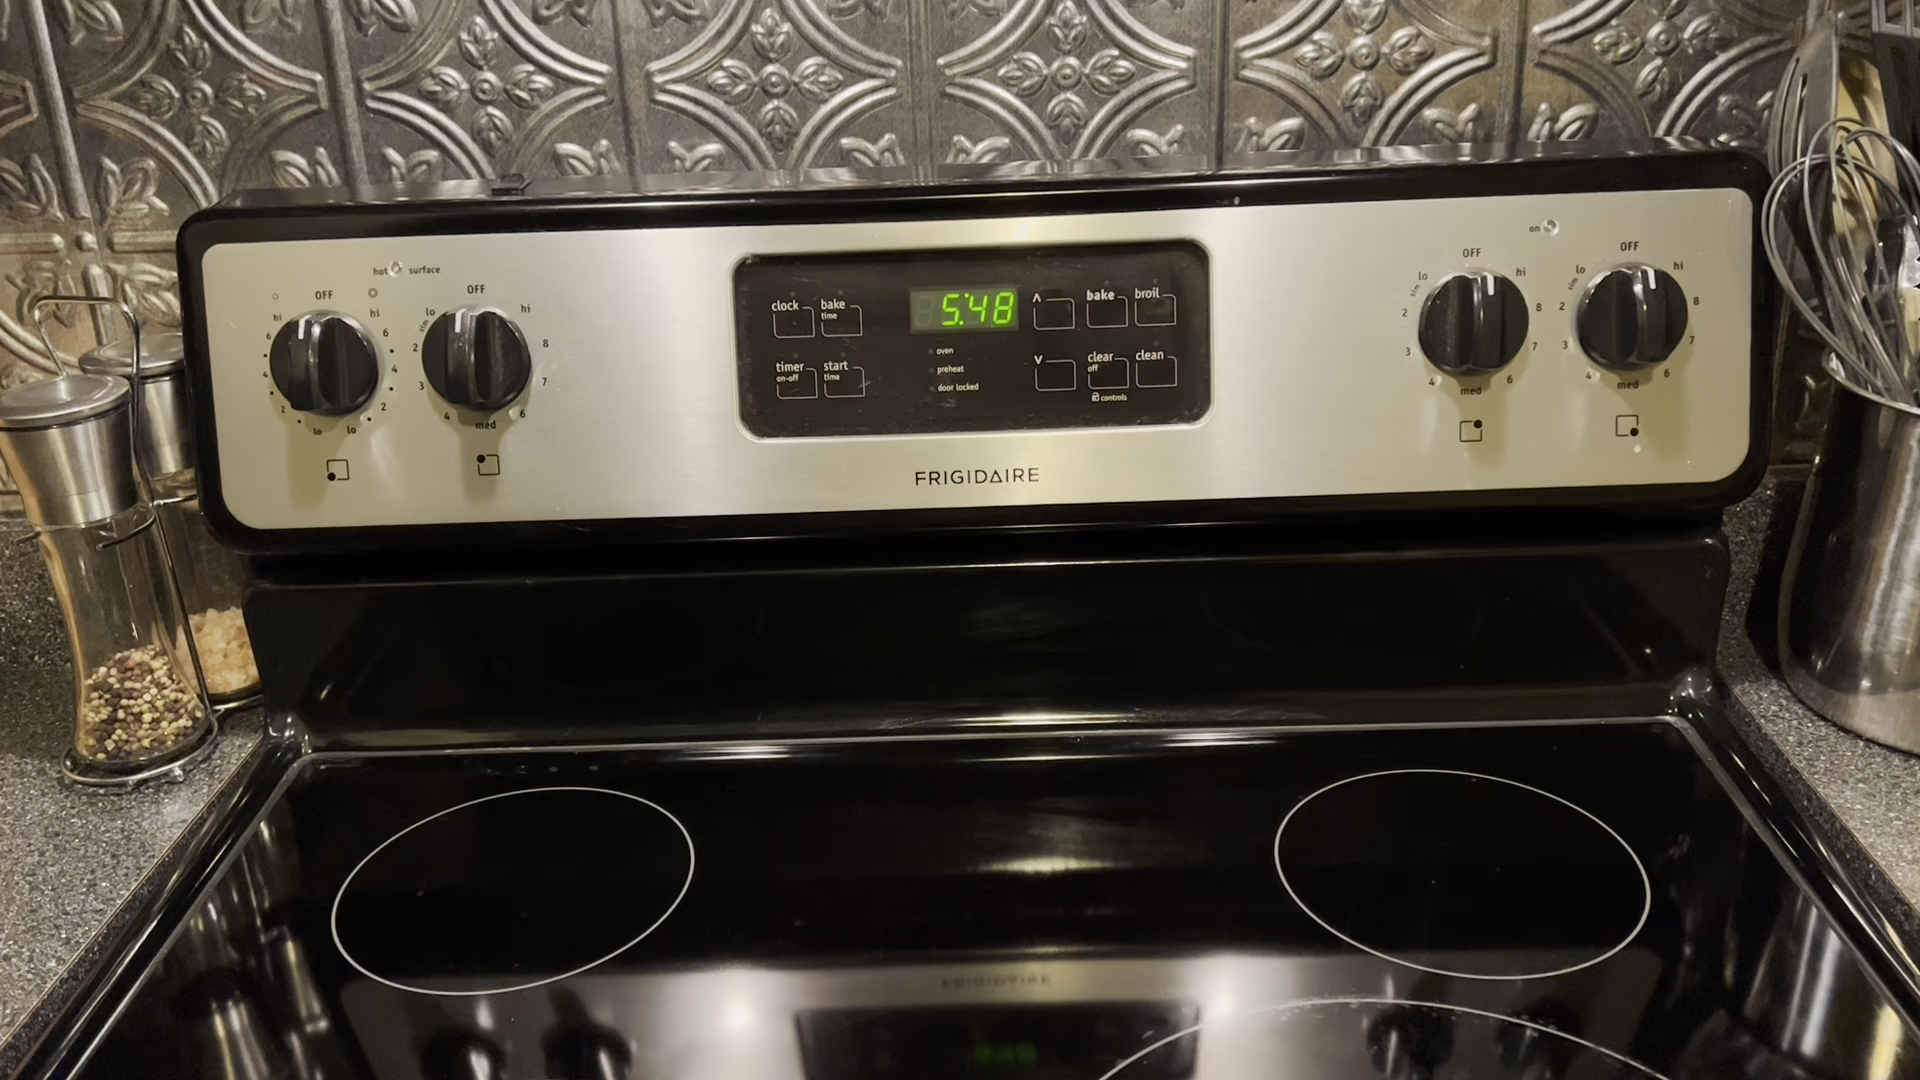 hot surface
OFF
hi hi
6 6
4 4
2 2
lo lo
OFF
lo hi
sim
2 8
3 7
4 6
med
clock
bake
time
timer
on-off
start
time
5:48
oven
preheat
door locked
^
bake
broil
v
clear
off
clean
controls
FRIGIDAIRE
OFF
lo hi
sim
2 8
3 7
4 6
med
on
OFF
lo hi
sim
2 8
3 7
4 6
med